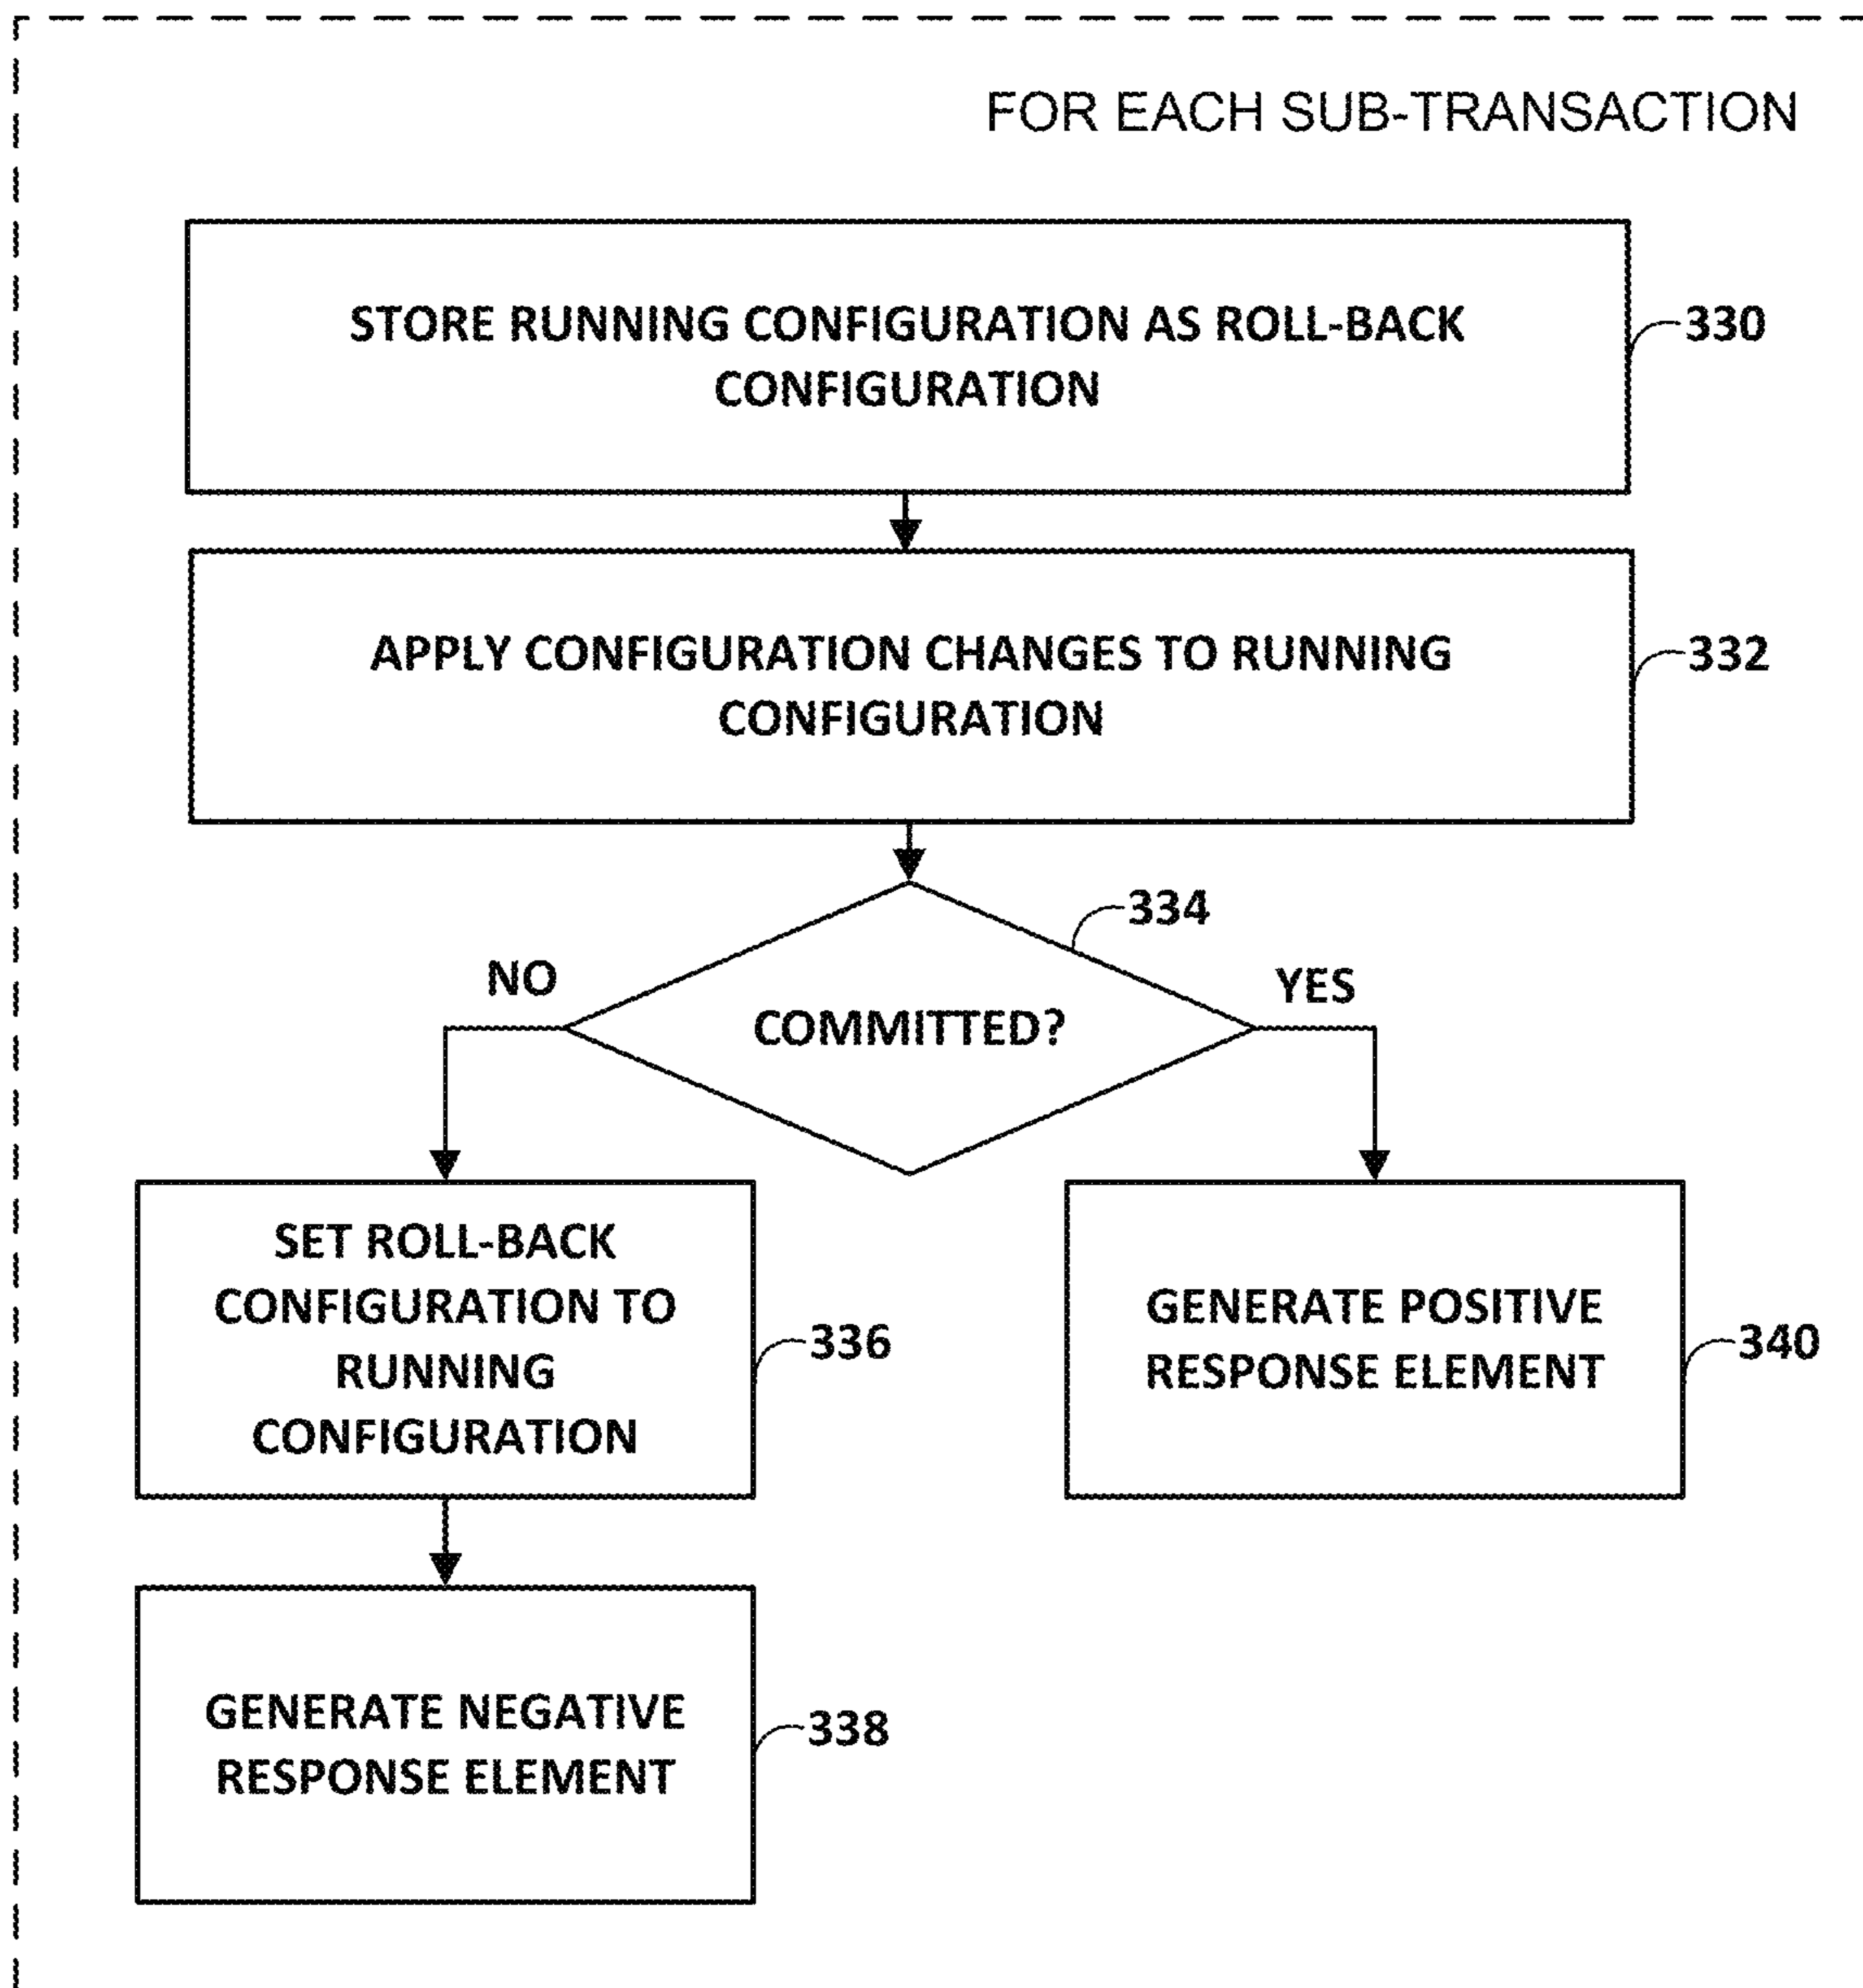 FOR EACH SUB-TRANSACTION
STORE RUNNING CONFIGURATION AS ROLL-BACK
CONFIGURATION
330
APPLY CONFIGURATION CHANGES TO RUNNING
CONFIGURATION
332
334
NO
YES
COMMITTED?
SET ROLL-BACK
CONFIGURATION TO
RUNNING
CONFIGURATION
336
GENERATE POSITIVE
RESPONSE ELEMENT
340
GENERATE NEGATIVE
RESPONSE ELEMENT
338